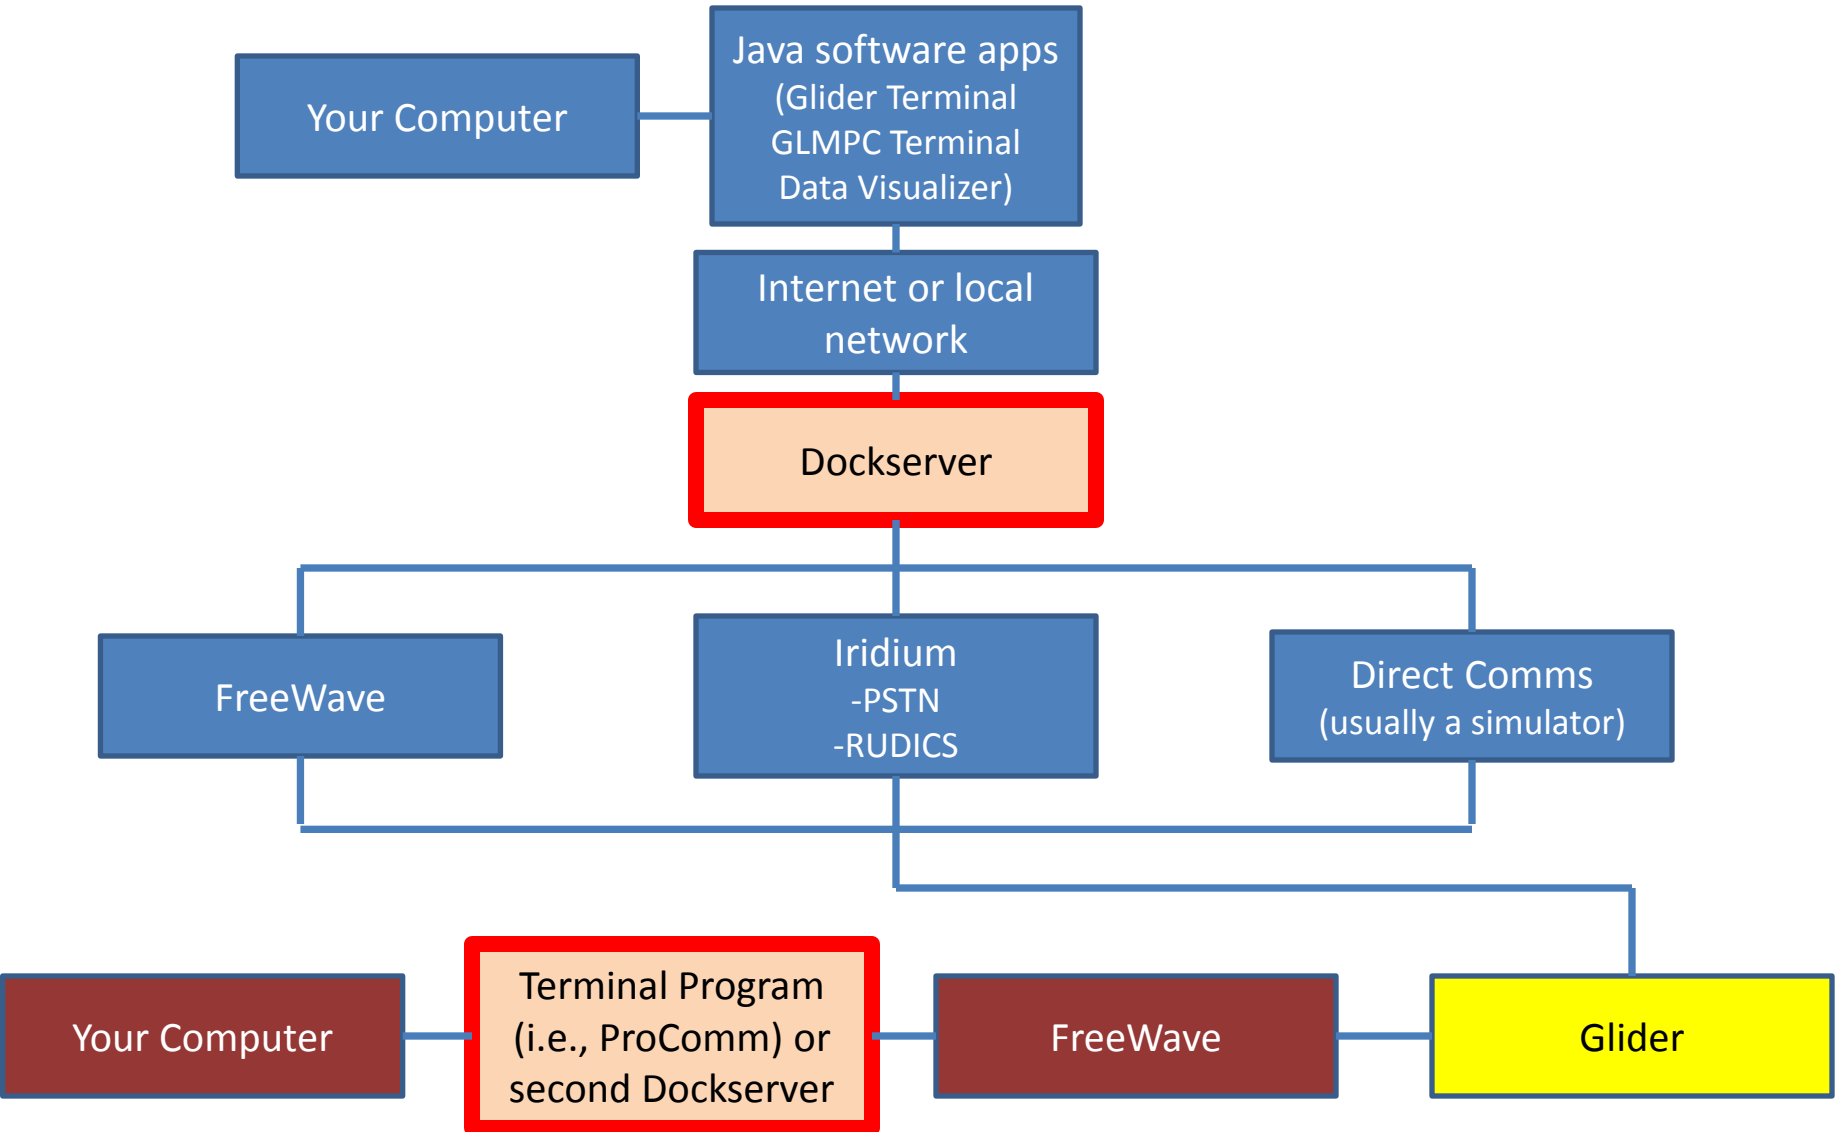 Your Computer
Java software apps
(Glider Terminal
GLMPC Terminal
Data Visualizer)
Internet or local
network
Dockserver
FreeWave
Iridium
-PSTN
-RUDICS
Direct Comms
(usually a simulator)
Your Computer
Terminal Program
(i.e., ProComm) or
second Dockserver
FreeWave
Glider